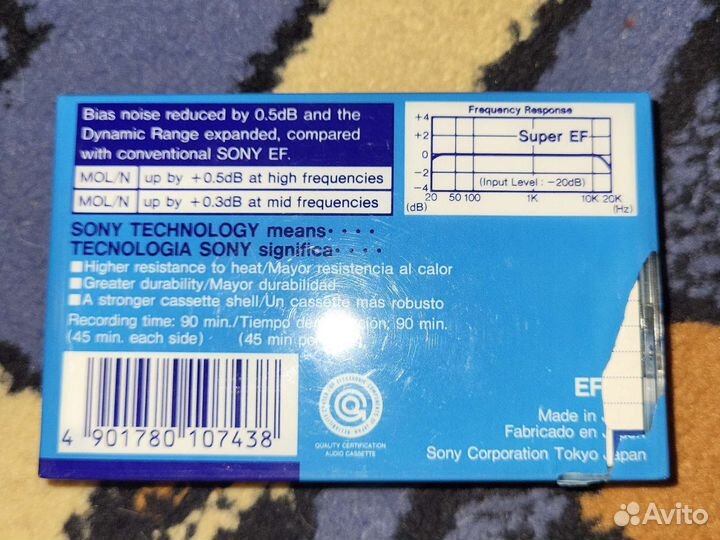 Bias noise reduced by 0.5dB and the
Dynamic Range expanded, compared
with conventional SONY EF.
MOL/N up by +0.5dB at high frequencies
MOL/N up by +0.3dB at mid frequencies
SONY TECHNOLOGY means····
TECNOLOGIA SONY significa····
■Higher resistance to heat/Mayor resistencia al calor
■Greater durability/Mayor durabilidad
■A stronger cassette shell/Un cassette más robusto
Recording time: 90 min./Tiempo de 90 min.
(45 min. each side) (45 min
4 901780 107438
QUALITY CERTIFICATION
AUDIO CASSETTE
Frequency Response
+4
+2
0
-2
-4
Super EF
(Input Level : -20dB)
20 50 100 1K 10K 20K
(dB) (Hz)
EF
Made in
Fabricado en
Sony Corporation Tokyo Japan
Avito